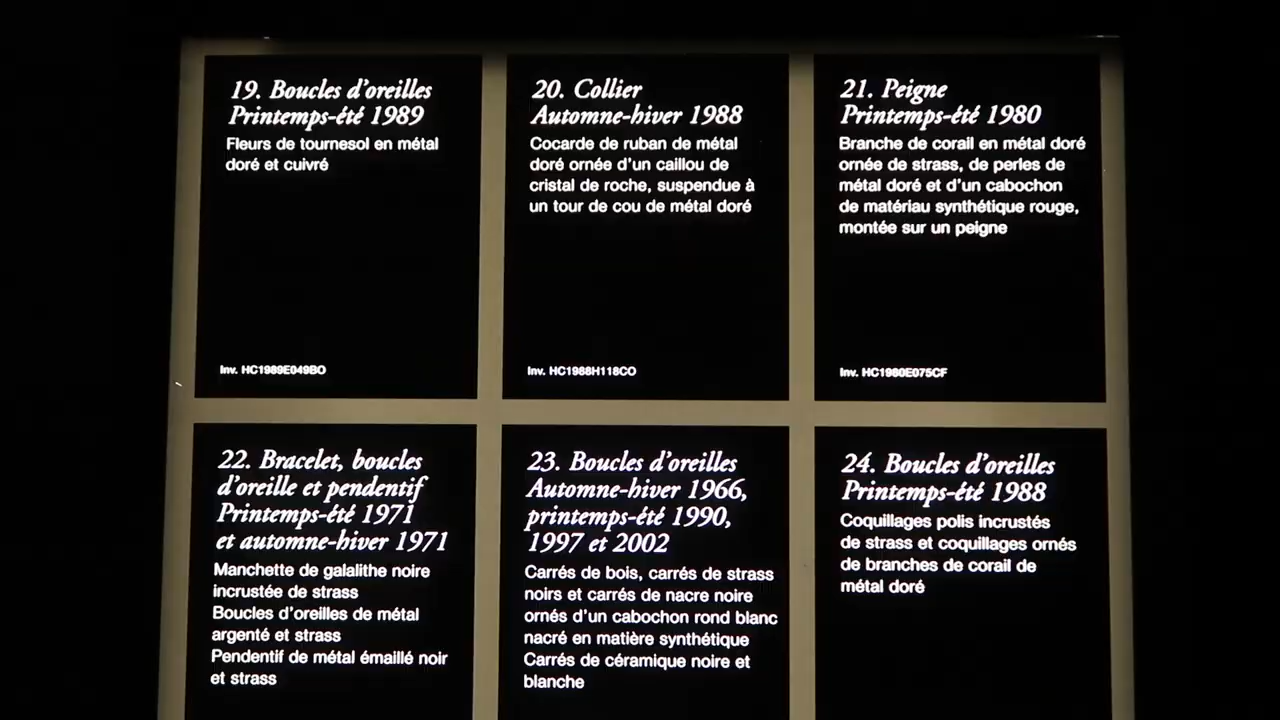 19. Boucles d'oreilles
Printemps-été 1989
Fleurs de tournesol en métal
doré et cuivré
Inv. HC1989E049BO
20. Collier
Automne-hiver 1988
Cocarde de ruban de métal
doré ornée d'un caillou de
cristal de roche, suspendue à
un tour de cou de métal doré
Inv. HC1988H118CO
21. Peigne
Printemps-été 1980
Branche de corail en métal doré
ornée de strass, de perles de
métal doré et d'un cabochon
de matériau synthétique rouge,
montée sur un peigne
Inv. HC1980E075CF
22. Bracelet, boucles
d'oreille et pendentif
Printemps-été 1971
et automne-hiver 1971
Manchette de galalithe noire
incrustée de strass
Boucles d'oreilles de métal
argenté et strass
Pendentif de métal émaillé noir
et strass
23. Boucles d'oreilles
Automne-hiver 1966,
printemps-été 1990,
1997 et 2002
Carrés de bois, carrés de strass
noirs et carrés de nacre noire
ornés d'un cabochon rond blanc
nacré en matière synthétique
Carrés de céramique noire et
blanche
24. Boucles d'oreilles
Printemps-été 1988
Coquillages polis incrustés
de strass et coquillages ornés
de branches de corail de
métal doré